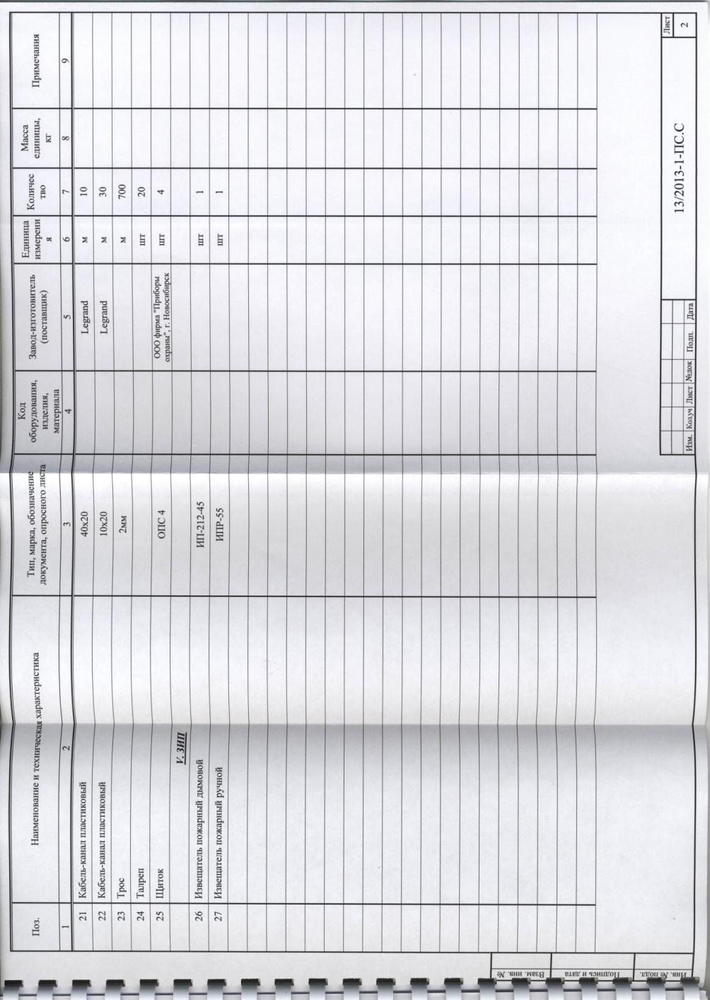 Поз.
Наименование и техническая характеристика
Тип, марка, обозначение
документа, опросного листа
Код
оборудования,
изделия,
материала
Завод-изготовитель
(поставщик)
Единица
измерени
я
Количес
тво
Масса
единицы,
кг
Примечания
1 2 3 4 5 6 7 8 9
21 Кабель-канал пластиковый 40х20 Legrand м 10
22 Кабель-канал пластиковый 10х20 Legrand м 30
23 Трос 2мм м 700
24 Талреп шт 20
25 Щиток ОПС 4 ООО фирма "Приборы
охраны", г. Новосибирск шт 4
V. ЗИП
26 Извещатель пожарный дымовой ИП-212-45 шт 1
27 Извещатель пожарный ручной ИПР-55 шт 1
Взам. инв. №
Подпись и дата
Инв. № подл.
Изм. Кол.уч Лист №док Подп. Дата
13/2013-1-ПС.С
Лист
2